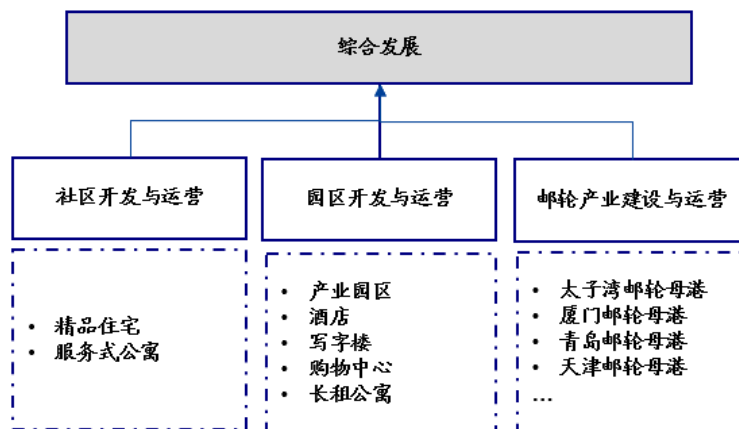 综合发展
社区开发与运营
园区开发与运营
邮轮产业建设与运营
• 精品住宅
• 服务式公寓
• 产业园区
• 酒店
• 写字楼
• 购物中心
• 长租公寓
• 太子湾邮轮母港
• 厦门邮轮母港
• 青岛邮轮母港
• 天津邮轮母港
…